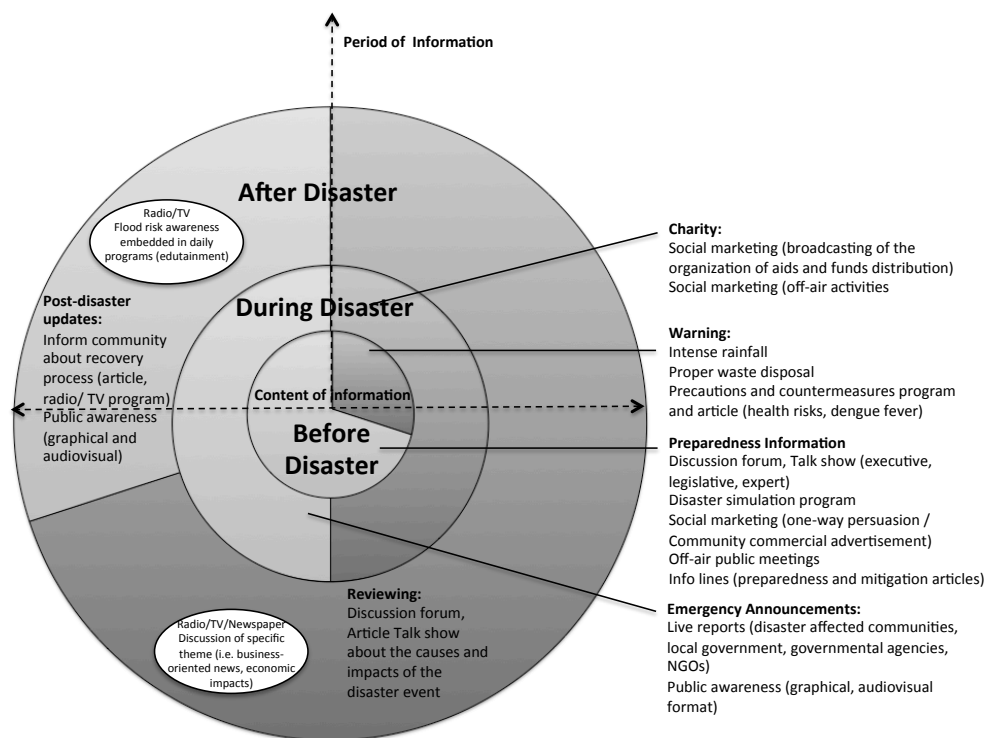 Period of Information
After Disaster
Radio/TV
Flood risk awareness
embedded in daily
programs (edutainment)
During Disaster
Post-disaster
updates:
Inform community
about recovery
process (article,
radio/ TV program)
Public awareness
(graphical and
audiovisual)
Content of Information
Before
Disaster
Charity:
Social marketing (broadcasting of the
organization of aids and funds distribution)
Social marketing (off-air activities
Warning:
Intense rainfall
Proper waste disposal
Precautions and countermeasures program
and article (health risks, dengue fever)
Preparedness Information
Discussion forum, Talk show (executive,
legislative, expert)
Disaster simulation program
Social marketing (one-way persuasion /
Community commercial advertisement)
Off-air public meetings
Info lines (preparedness and mitigation articles)
Emergency Announcements:
Live reports (disaster affected communities,
local government, governmental agencies,
NGOs)
Public awareness (graphical, audiovisual
format)
Reviewing:
Discussion forum,
Article Talk show
about the causes and
impacts of the
disaster event
Radio/TV/Newspaper
Discussion of specific
theme (i.e. business-
oriented news, economic
impacts)